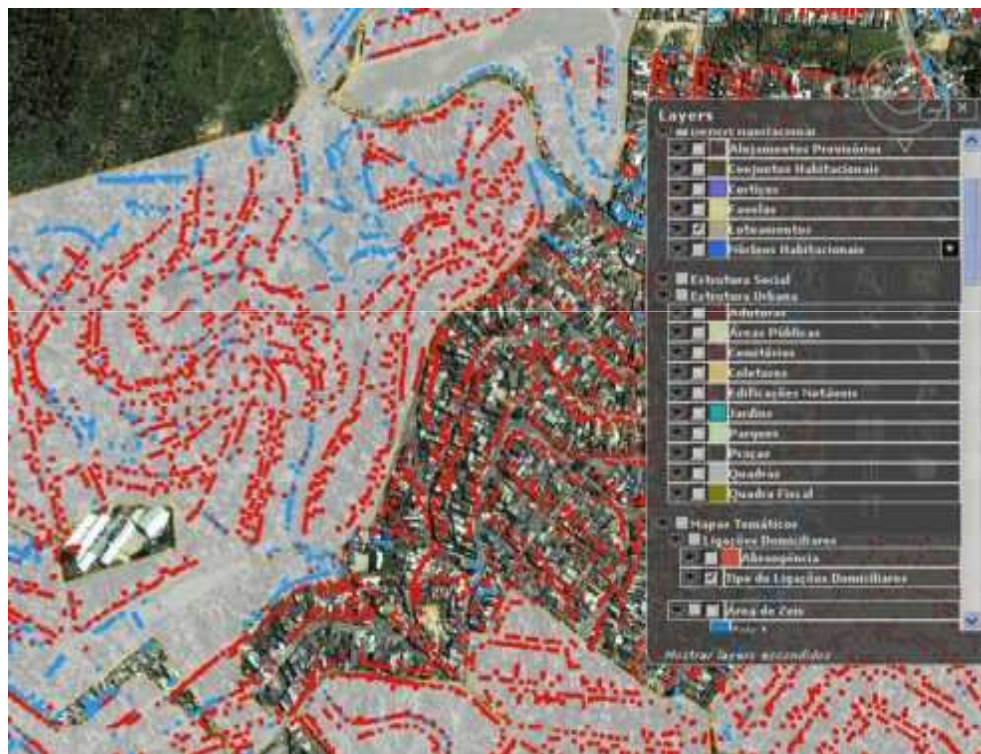 Layers
Deficit Habitacional
Alojamentos Provisórios
Conjuntos Habitacionais
Cortiços
Favelas
Loteamentos
Núcleos Habitacionais
Estrutura Social
Estrutura Urbana
Adutoras
Áreas Públicas
Cemitérios
Coletores
Edificações Notáveis
Jardins
Parques
Praças
Quadras
Quadra Fiscal
Mapas Temáticos
Ligações Domiciliares
Abrangência
Tipo de Ligações Domiciliares
Área de Zeis
Mostrar layers escondidos